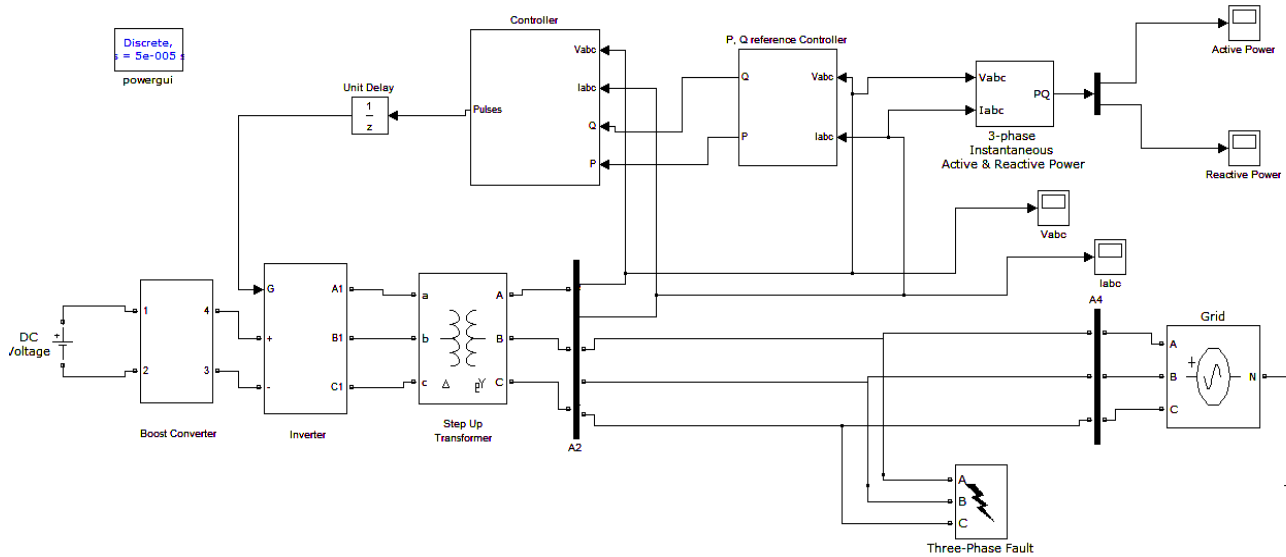 Controller
Discrete,
s = 5e-005 s
powergui
Vabc
Iabc
Q
P
Pulses
Unit Delay
1
z
P, Q reference Controller
Q
P
Vabc
Iabc
Vabc
Iabc
PQ
3-phase
Instantaneous
Active & Reactive Power
Active Power
Reactive Power
Vabc
Iabc
DC
Voltage
+
1
2
4
3
Boost Converter
G
+
-
A1
B1
C1
Inverter
a
b
c
A
B
C
Δ
Y
Step Up
Transformer
A2
A4
Grid
A
B
C
+
N
A
B
C
Three-Phase Fault